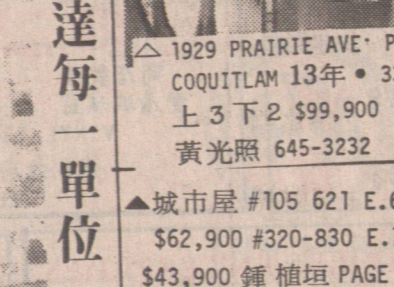 達每一單位
△ 1929 PRAIRIE AVE· P
COQUITLAM 13年 • 3
上3下2 $99,900
黃光照 645-3232
▲城市屋 #105 621 E.6
$62,900 #320-830 E.
$43,900 鍾植垣 PAGE